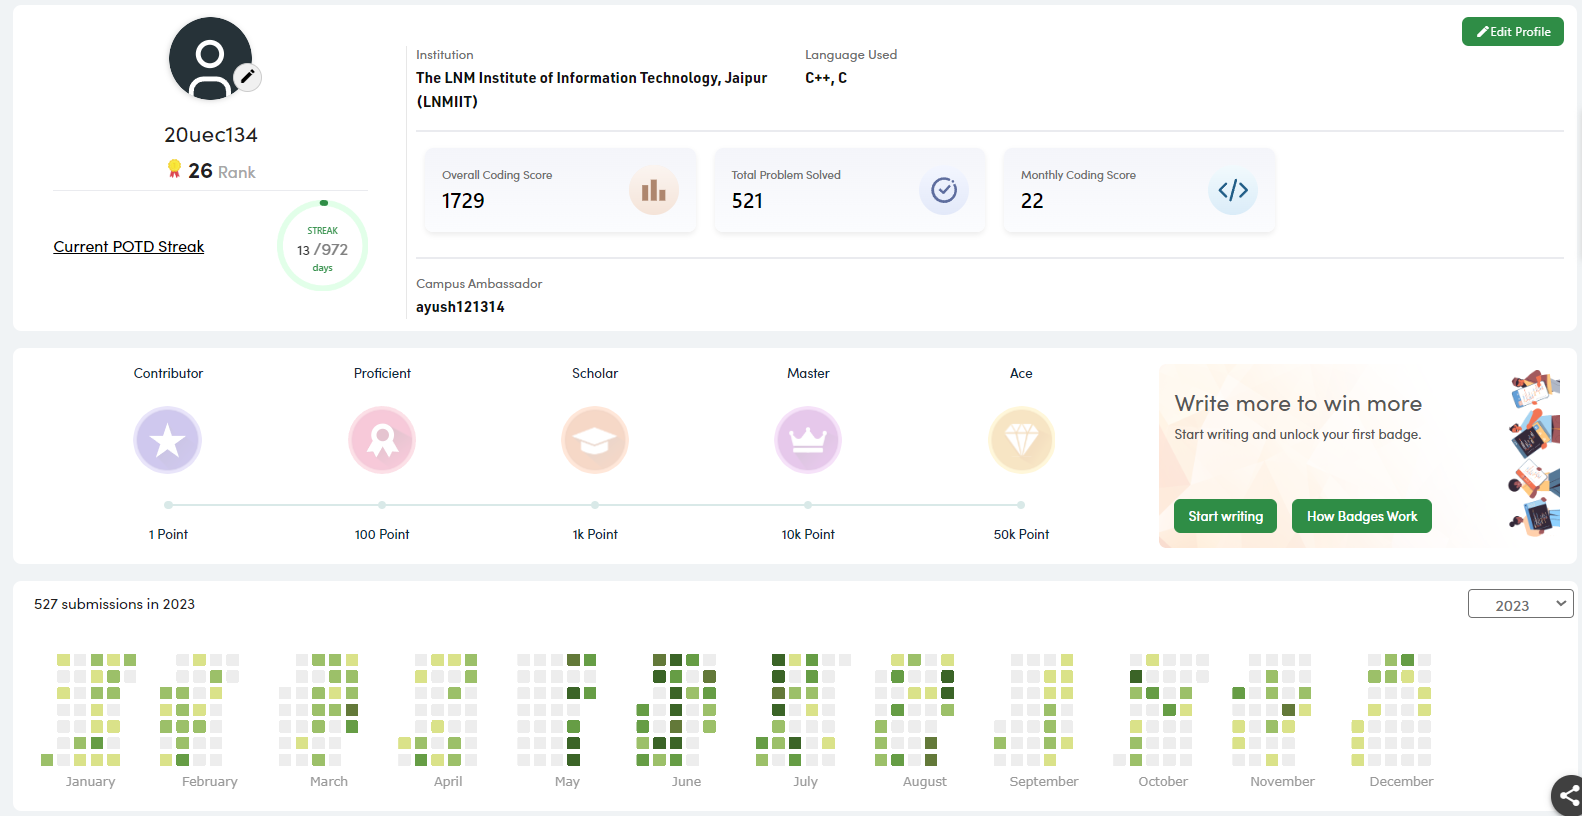 Edit Profile
20uec134
26 Rank
Current POTD Streak
STREAK
13 /972
days
Institution
The LNM Institute of Information Technology, Jaipur
(LNMIIT)
Language Used
C++, C
Overall Coding Score
1729
Total Problem Solved
521
Monthly Coding Score
22
Campus Ambassador
ayush121314
Contributor
Proficient
Scholar
Master
Ace
1 Point
100 Point
1k Point
10k Point
50k Point
Write more to win more
Start writing and unlock your first badge.
Start writing
How Badges Work
527 submissions in 2023
2023
January
February
March
April
May
June
July
August
September
October
November
December